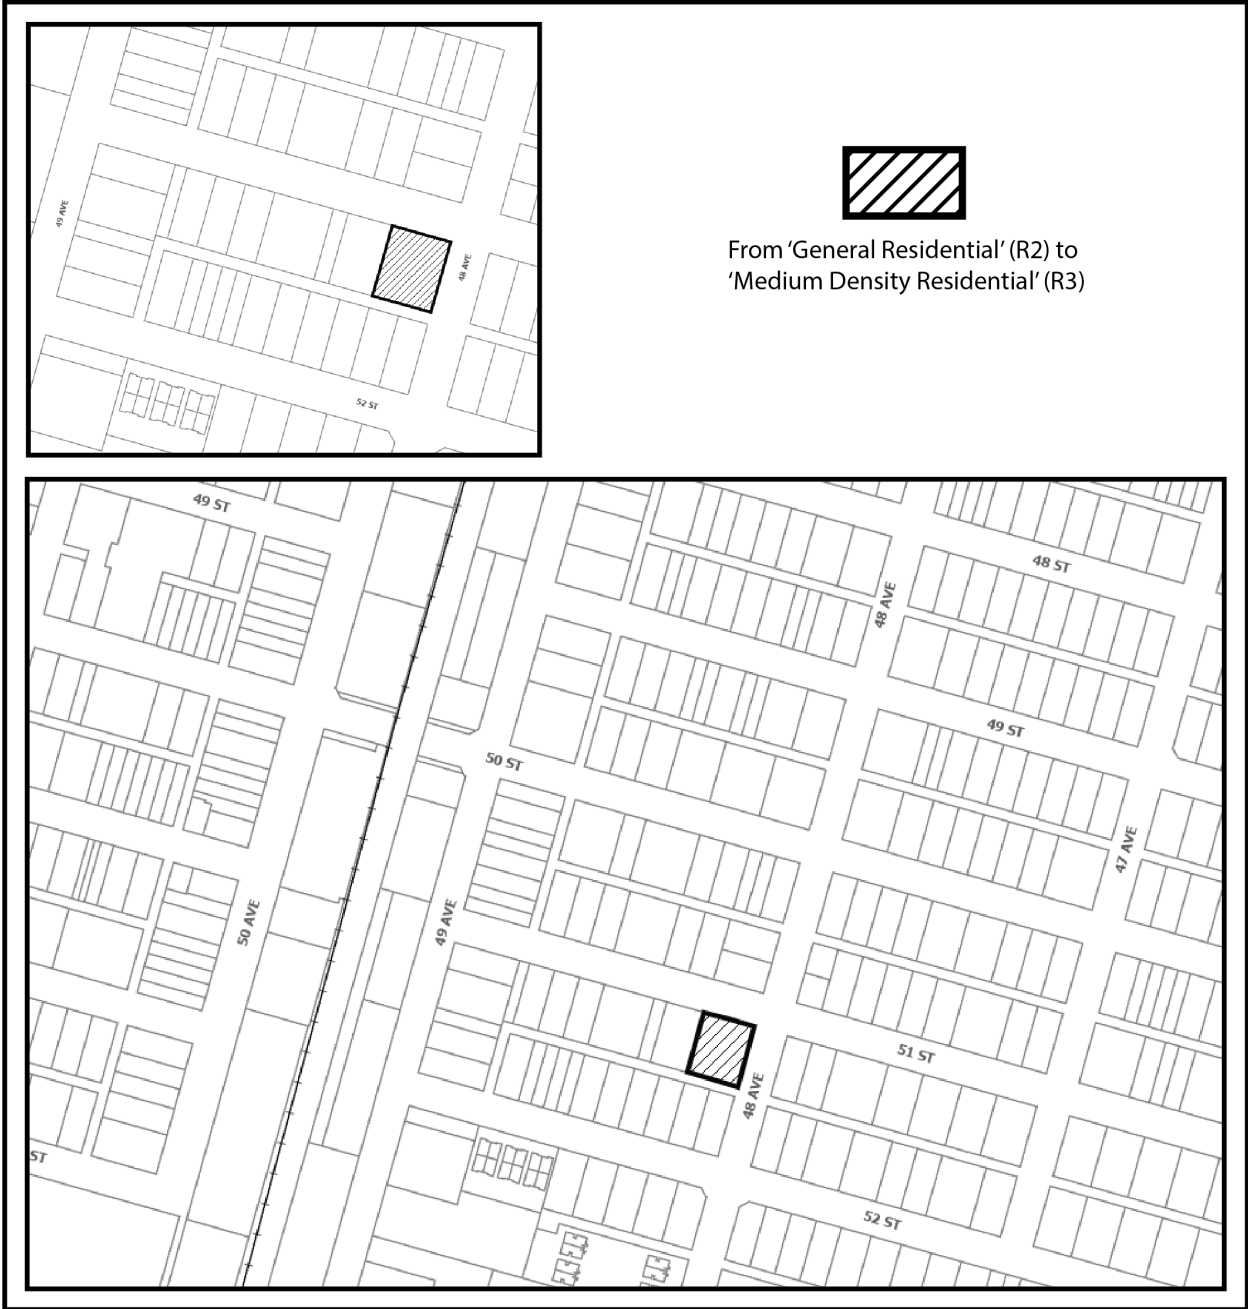 49 AVE
48 AVE
52 ST
From ‘General Residential’ (R2) to
‘Medium Density Residential’ (R3)
49 ST
48 ST
48 AVE
49 ST
50 ST
47 AVE
50 AVE
49 AVE
51 ST
48 AVE
ST
52 ST